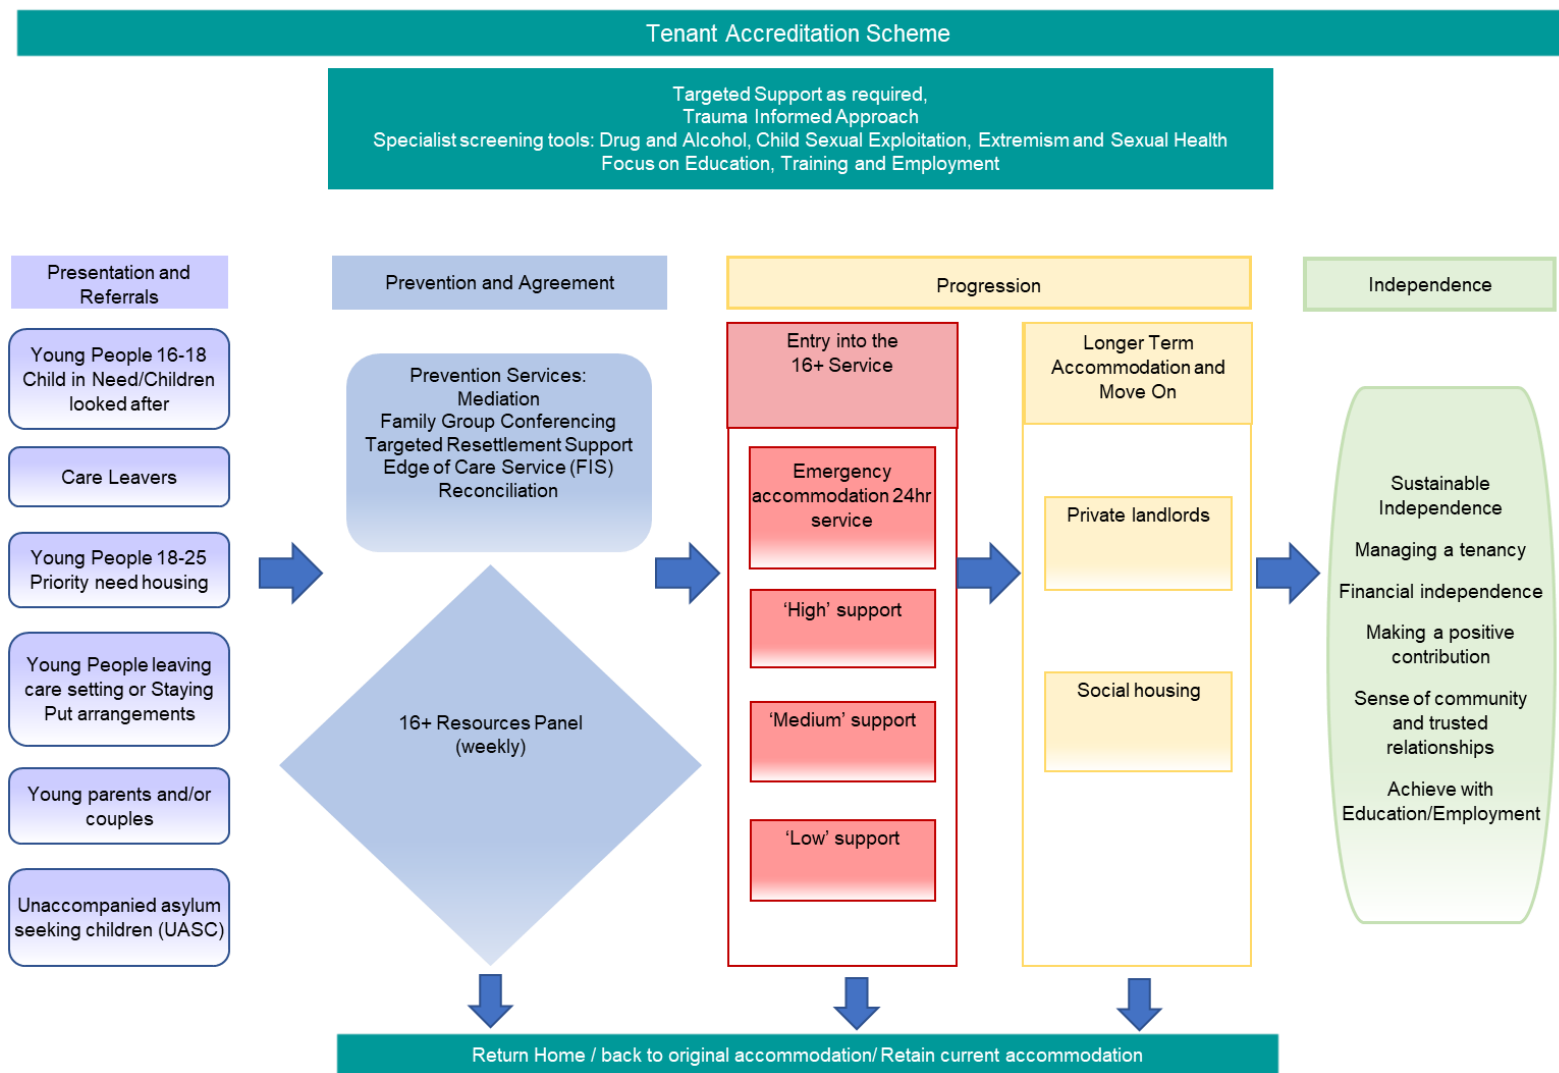 Tenant Accreditation Scheme
Targeted Support as required,
Trauma Informed Approach
Specialist screening tools: Drug and Alcohol, Child Sexual Exploitation, Extremism and Sexual Health
Focus on Education, Training and Employment
Presentation and
Referrals
Young People 16-18
Child in Need/Children
looked after
Care Leavers
Young People 18-25
Priority need housing
Young People leaving
care setting or Staying
Put arrangements
Young parents and/or
couples
Unaccompanied asylum
seeking children (UASC)
Prevention and Agreement
Prevention Services:
Mediation
Family Group Conferencing
Targeted Resettlement Support
Edge of Care Service (FIS)
Reconciliation
16+ Resources Panel
(weekly)
Progression
Entry into the
16+ Service
Emergency
accommodation 24hr
service
‘High’ support
‘Medium’ support
‘Low’ support
Longer Term
Accommodation and
Move On
Private landlords
Social housing
Independence
Sustainable
Independence
Managing a tenancy
Financial independence
Making a positive
contribution
Sense of community
and trusted
relationships
Achieve with
Education/Employment
Return Home / back to original accommodation/ Retain current accommodation